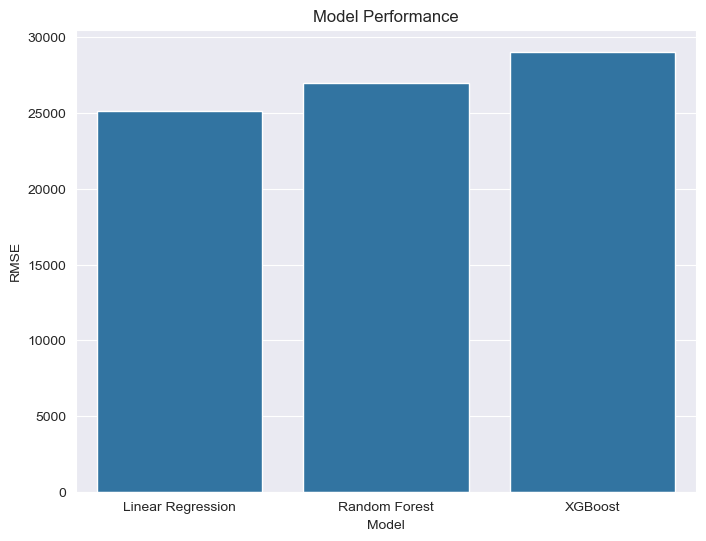 Model Performance
30000
25000
20000
15000
10000
5000
0
RMSE
Linear Regression
Random Forest
XGBoost
Model